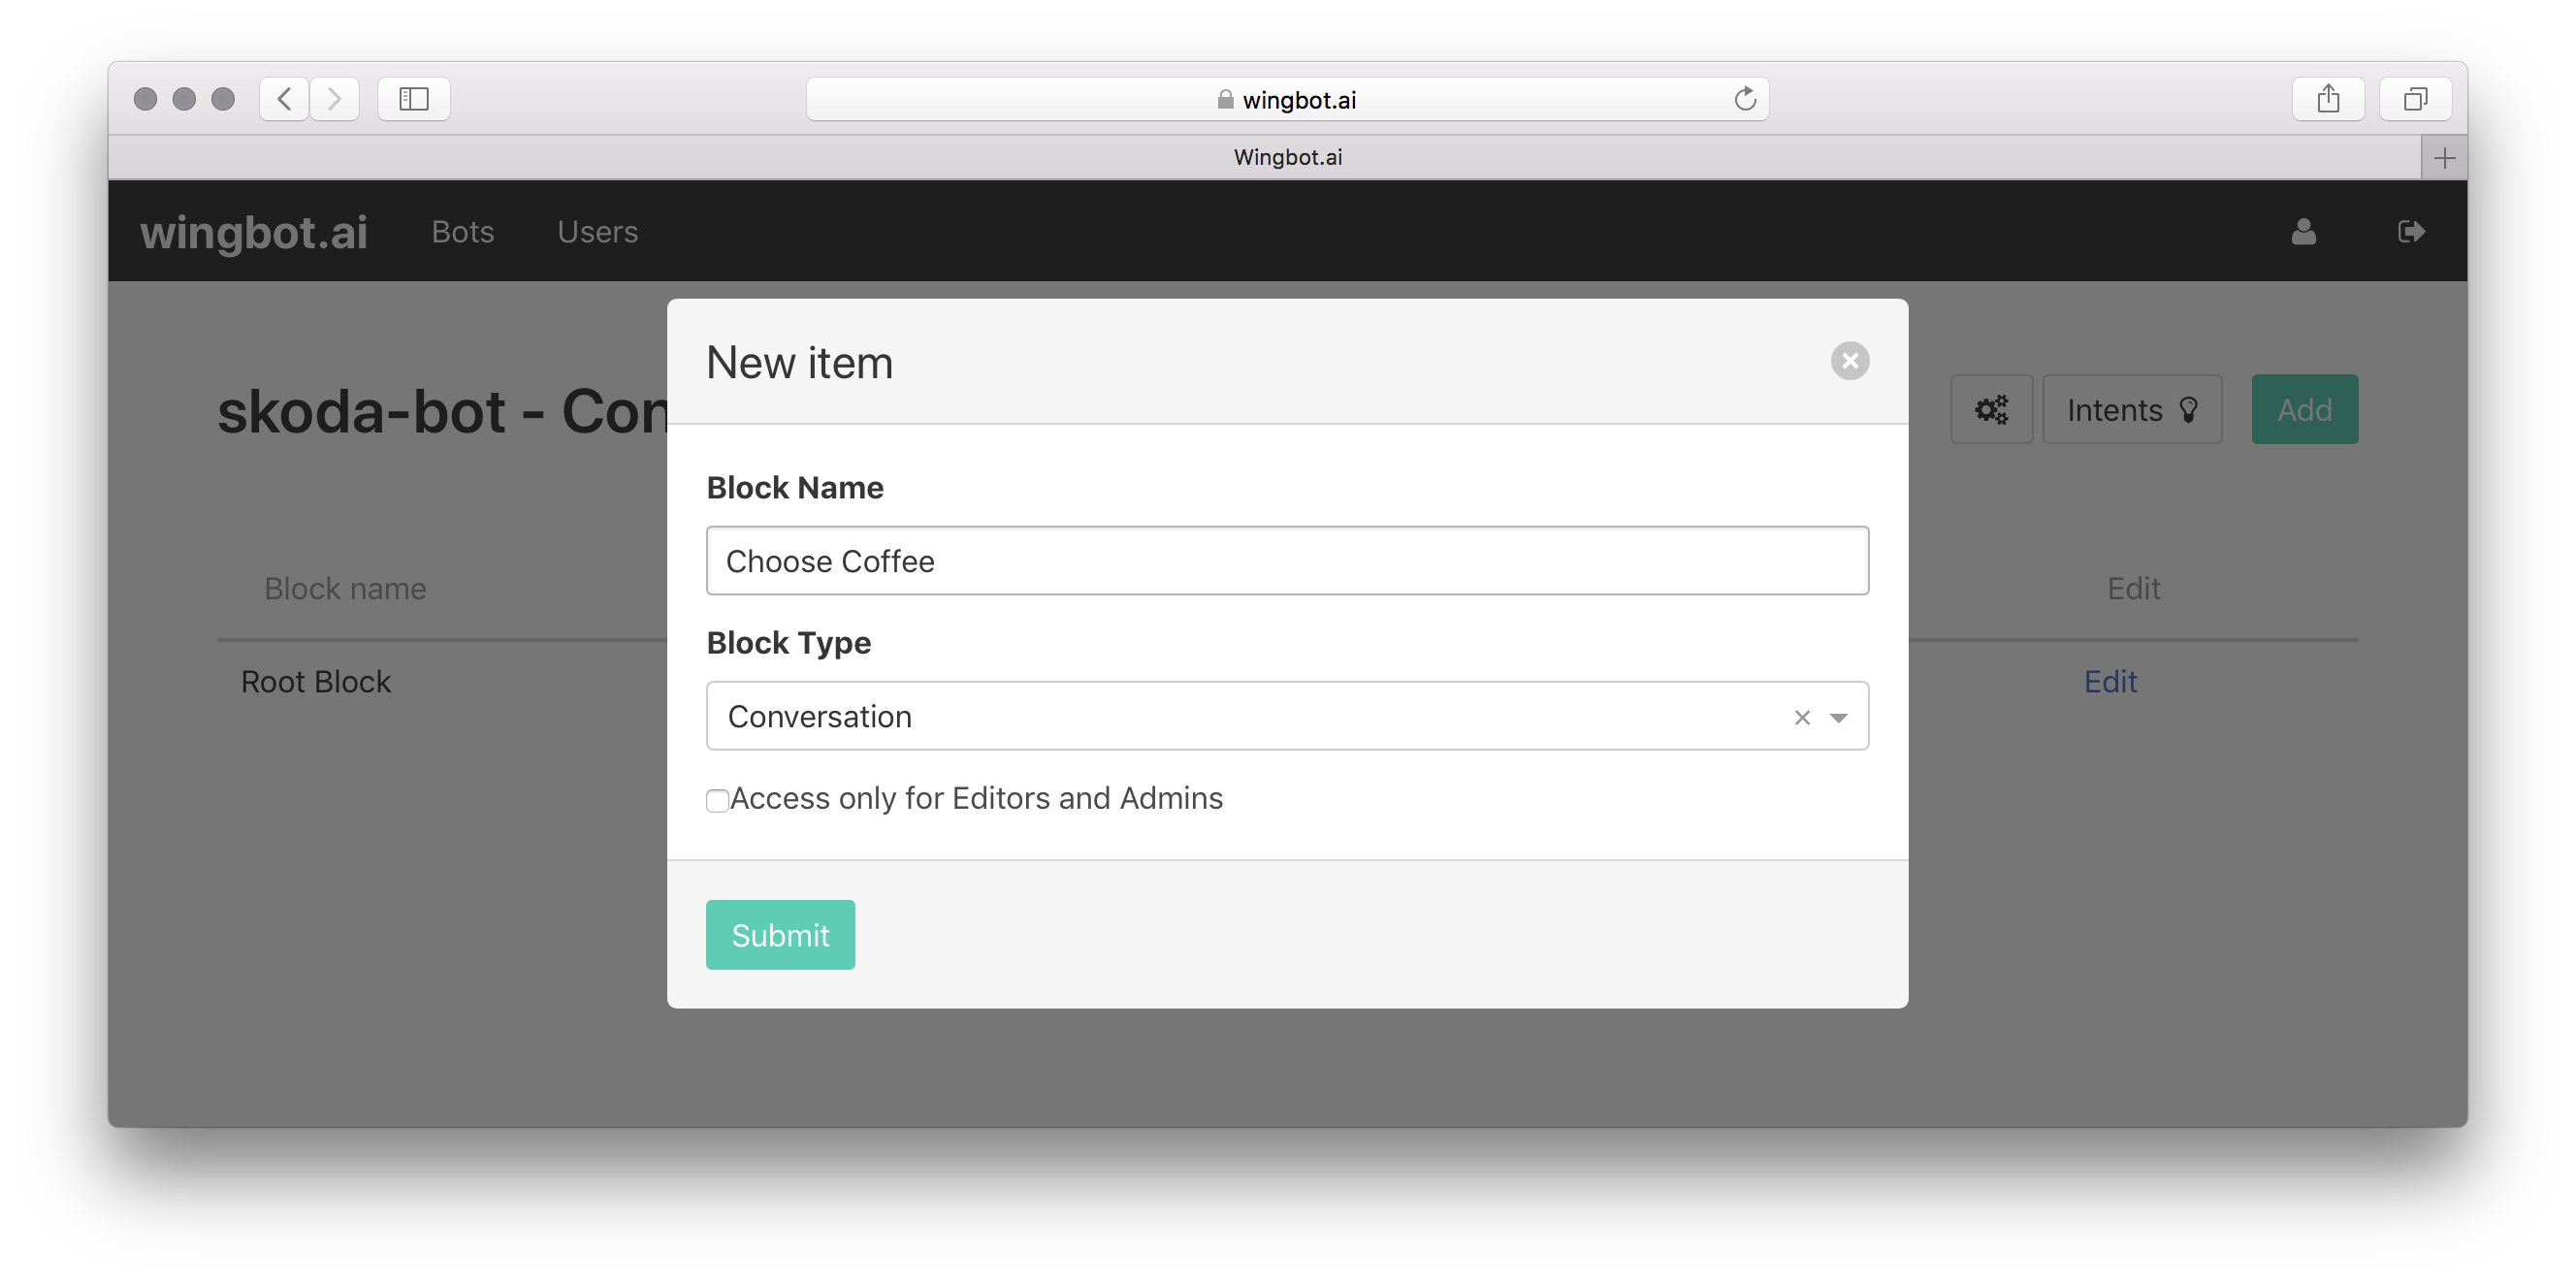 wingbot.ai
Wingbot.ai
wingbot.ai Bots Users
New item
skoda-bot - Con
Intents
Add
Block Name
Choose Coffee
Block name
Edit
Block Type
Root Block
Edit
Conversation
Access only for Editors and Admins
Submit